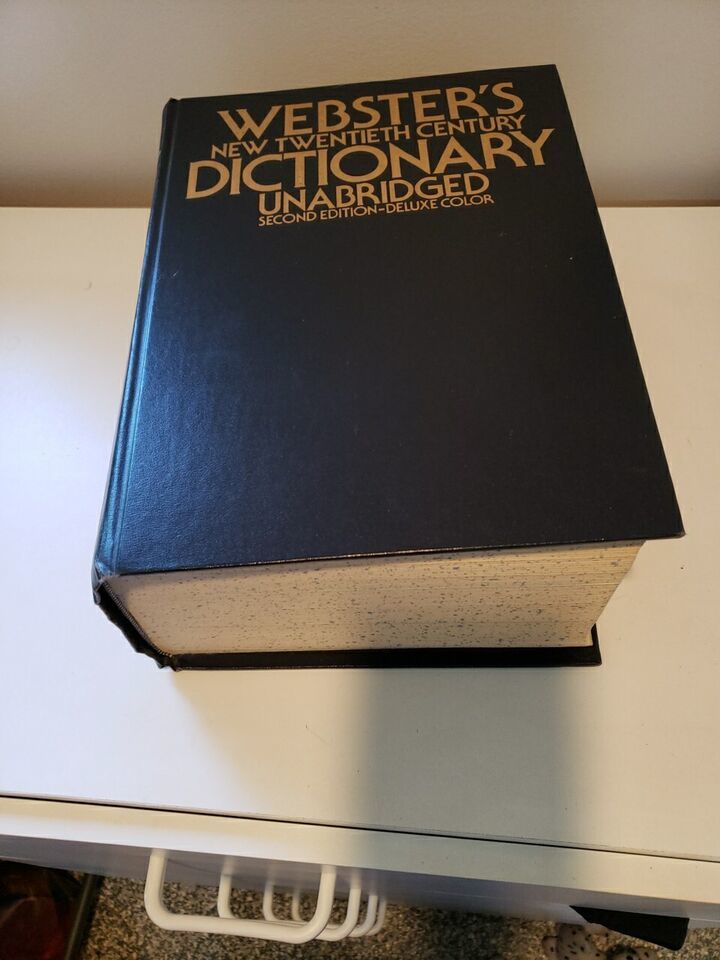 WEBSTER'S
NEW TWENTIETH CENTURY
DICTIONARY
UNABRIDGED
SECOND EDITION-DELUXE COLOR